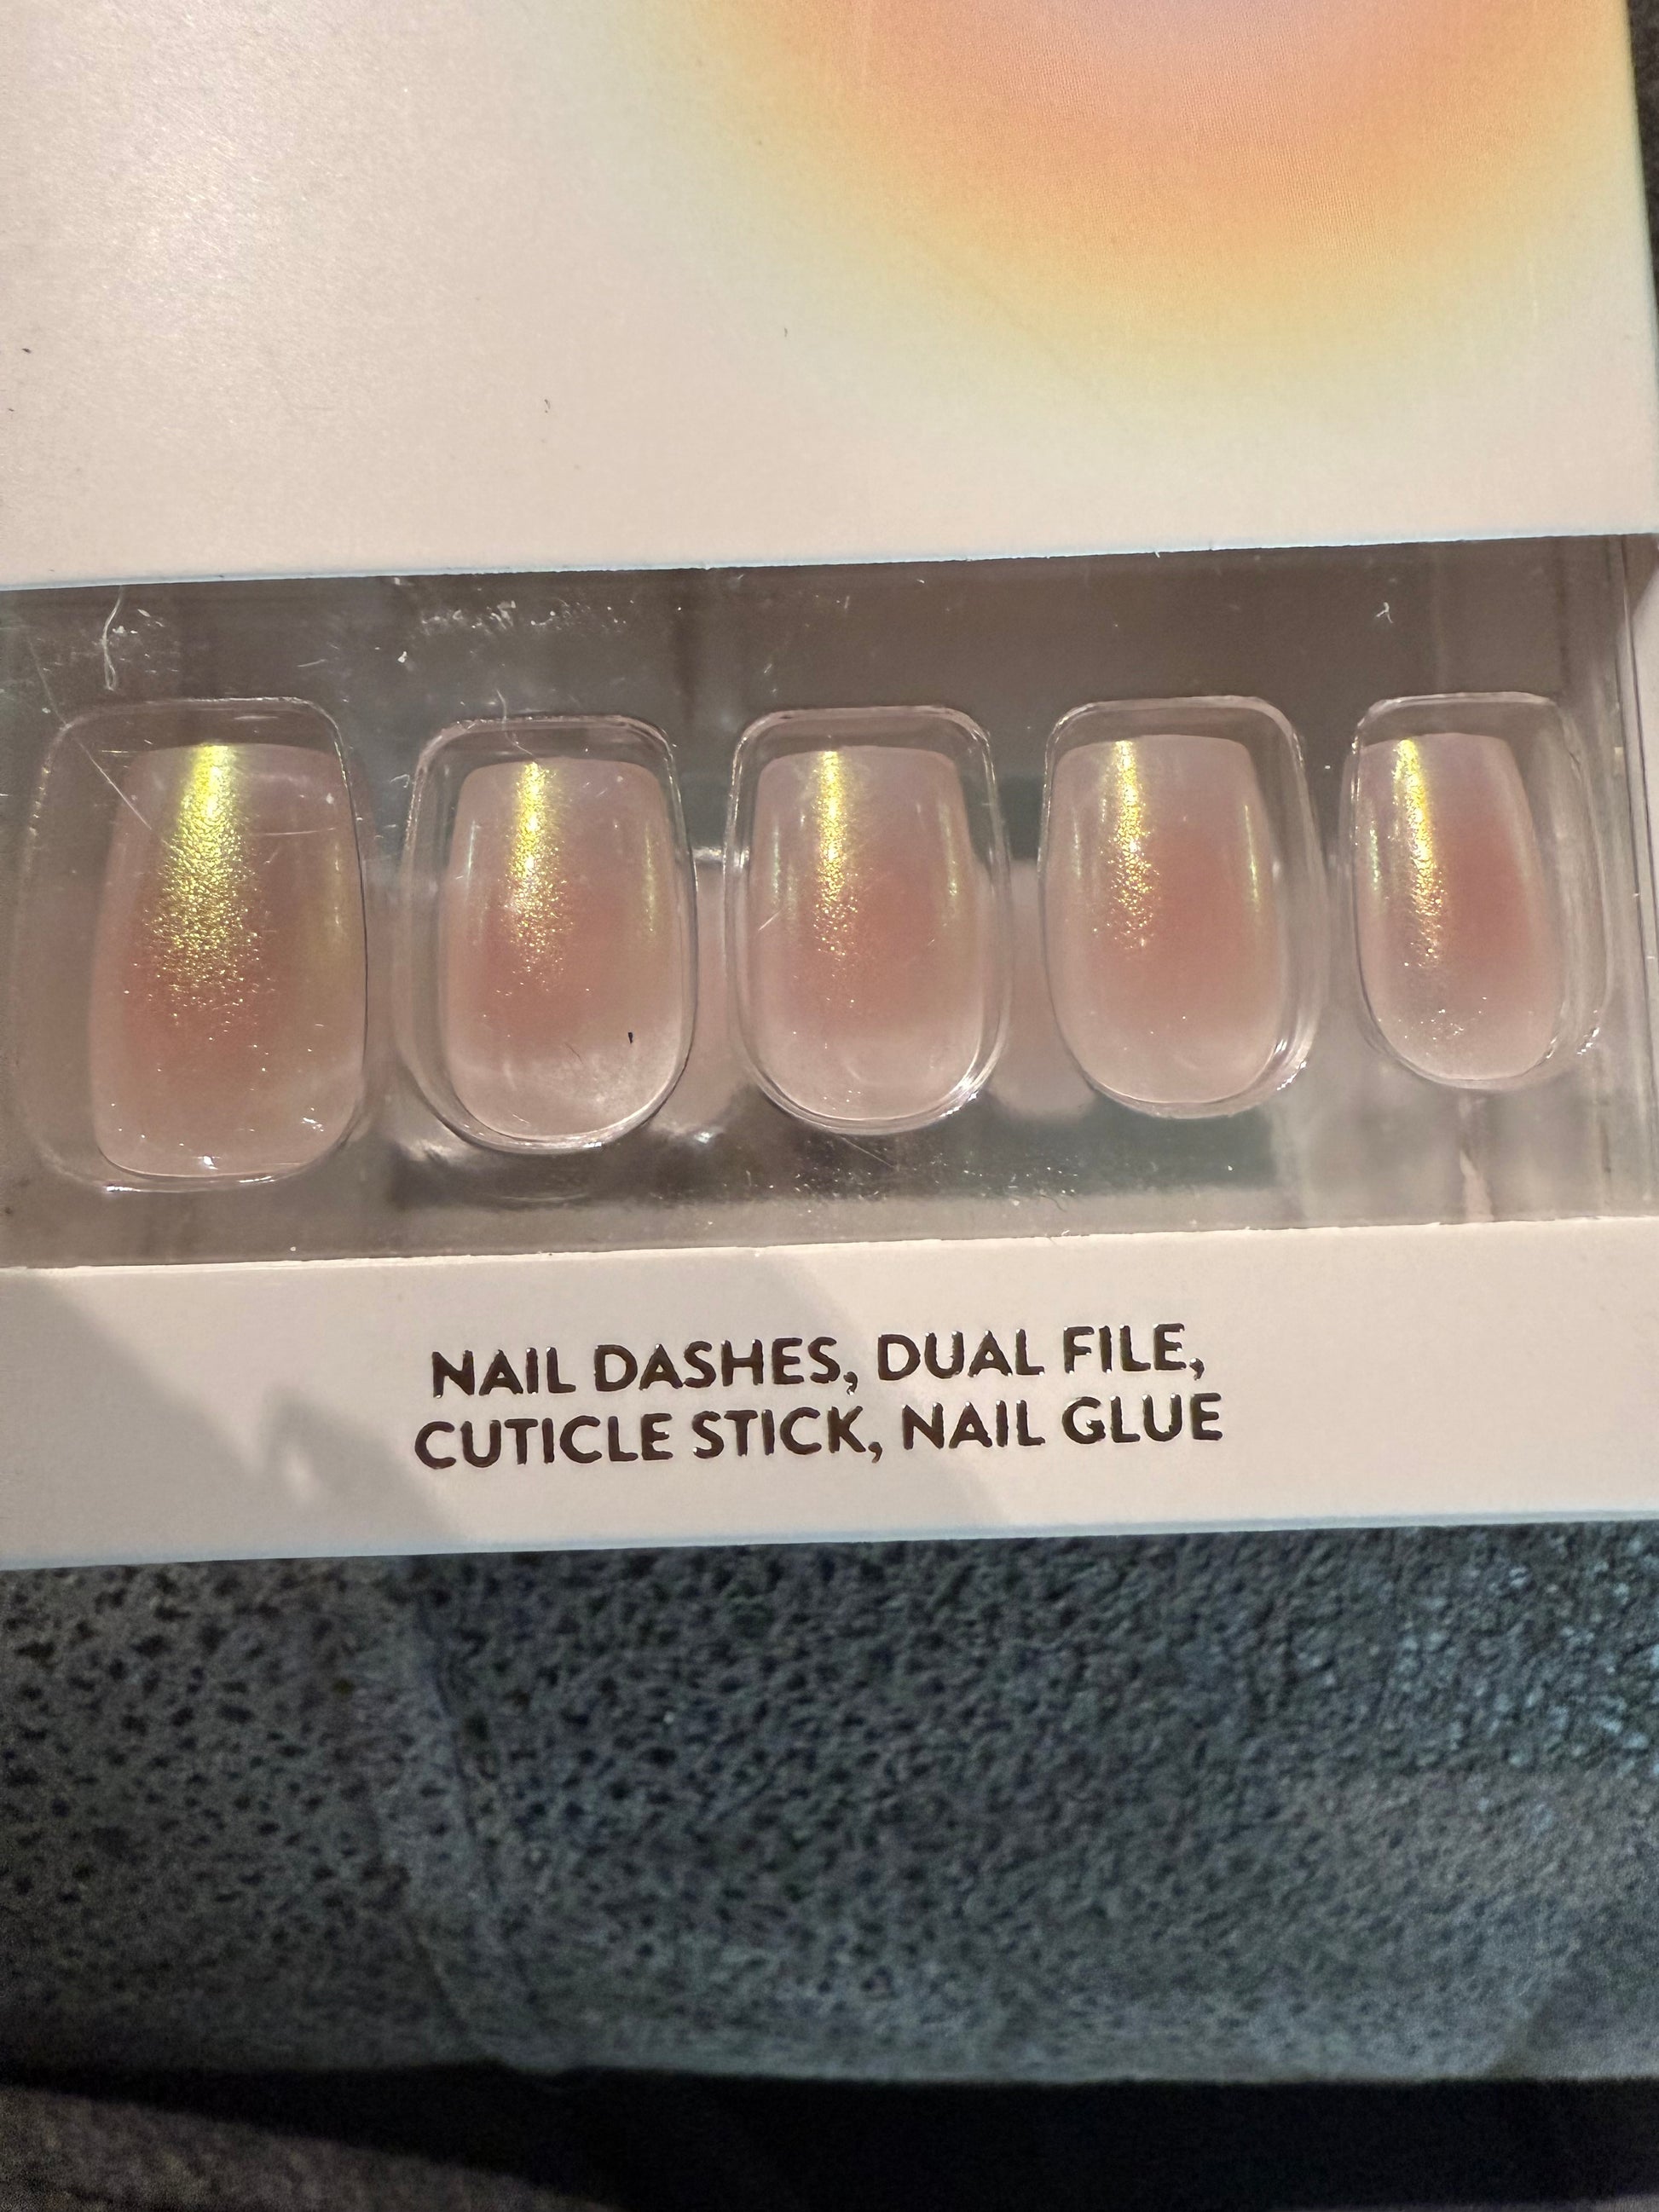 NAIL DASHES, DUAL FILE,
CUTICLE STICK, NAIL GLUE